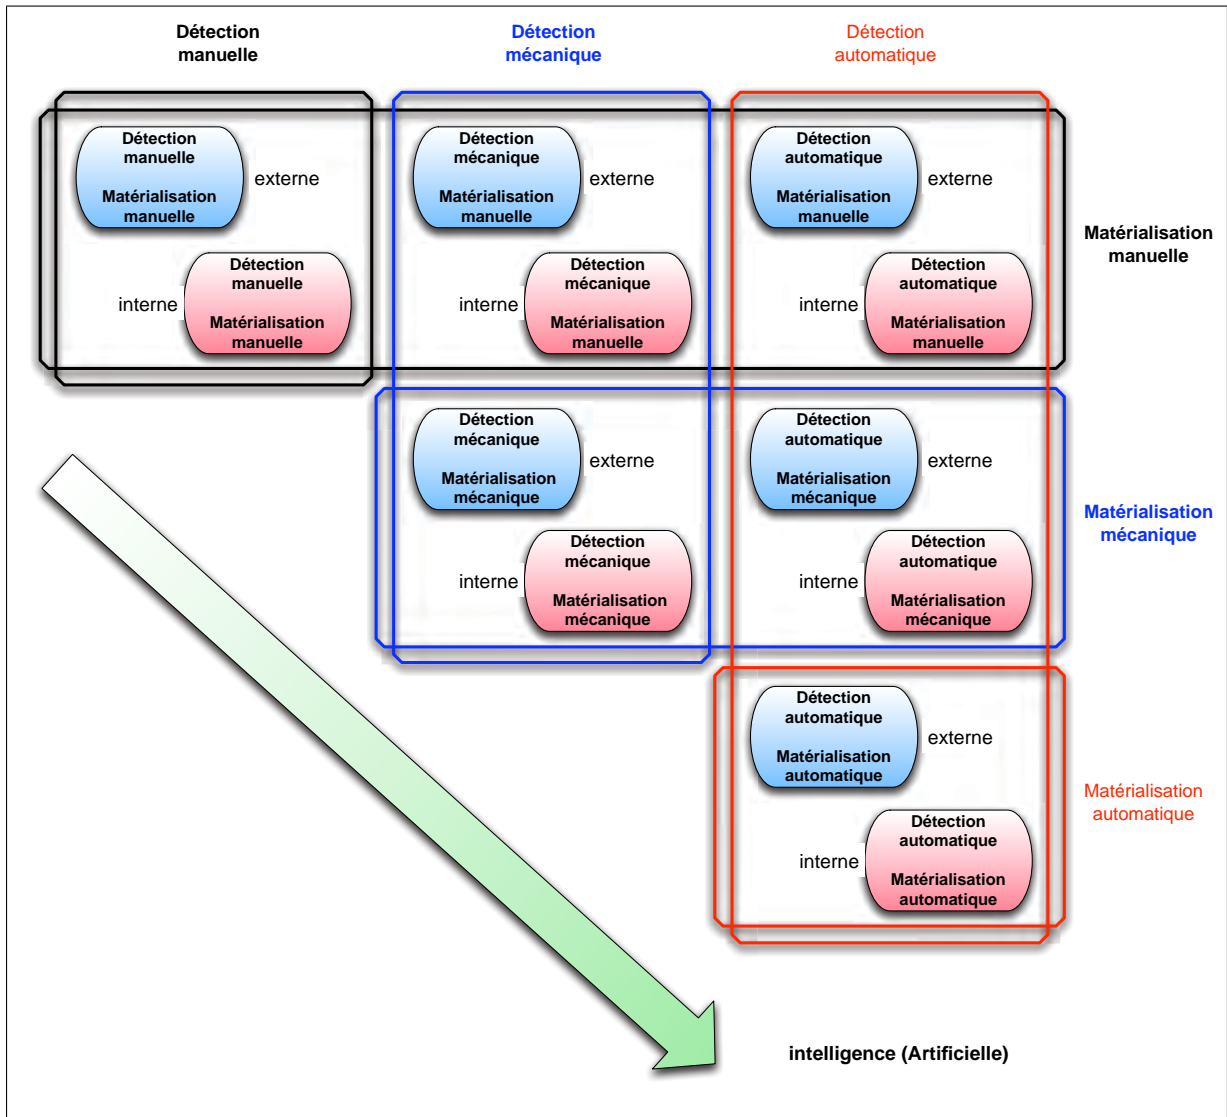 Détection
manuelle
Détection
mécanique
Détection
automatique
Détection
manuelle
Matérialisation
manuelle
externe
Détection
mécanique
Matérialisation
manuelle
externe
Détection
automatique
Matérialisation
manuelle
externe
interne
Détection
manuelle
Matérialisation
manuelle
interne
Détection
mécanique
Matérialisation
manuelle
interne
Détection
automatique
Matérialisation
manuelle
Matérialisation
manuelle
Détection
mécanique
Matérialisation
mécanique
externe
Détection
automatique
Matérialisation
mécanique
externe
interne
Détection
mécanique
Matérialisation
mécanique
interne
Détection
automatique
Matérialisation
mécanique
Matérialisation
mécanique
Détection
automatique
Matérialisation
automatique
externe
interne
Détection
automatique
Matérialisation
automatique
Matérialisation
automatique
intelligence (Artificielle)